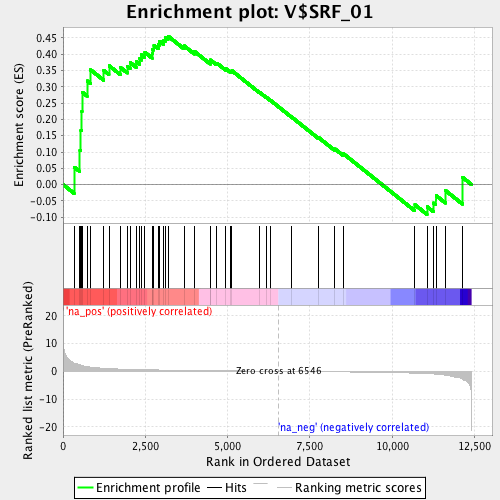 Enrichment plot: V$SRF_01
Enrichment score (ES)
0.45
0.40
0.35
0.30
0.25
0.20
0.15
0.10
0.05
0.00
-0.05
-0.10
'na_pos' (positively correlated)
Ranked list metric (PreRanked)
20
10
0
-10
-20
Zero cross at 6546
'na_neg' (negatively correlated)
0 2,500 5,000 7,500 10,000 12,500
Rank in Ordered Dataset
Enrichment profile Hits Ranking metric scores